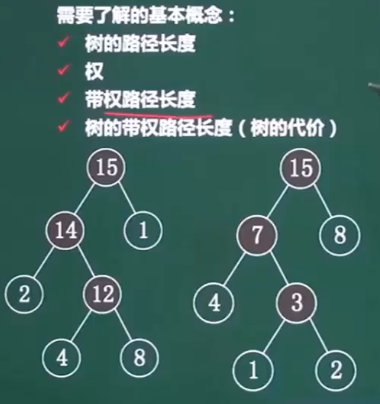 需要了解的基本概念：
✓ 树的路径长度
✓ 权
✓ 带权路径长度
✓ 树的带权路径长度（树的代价）
15 15
14 1 7 8
2 12 4 3
4 8 1 2